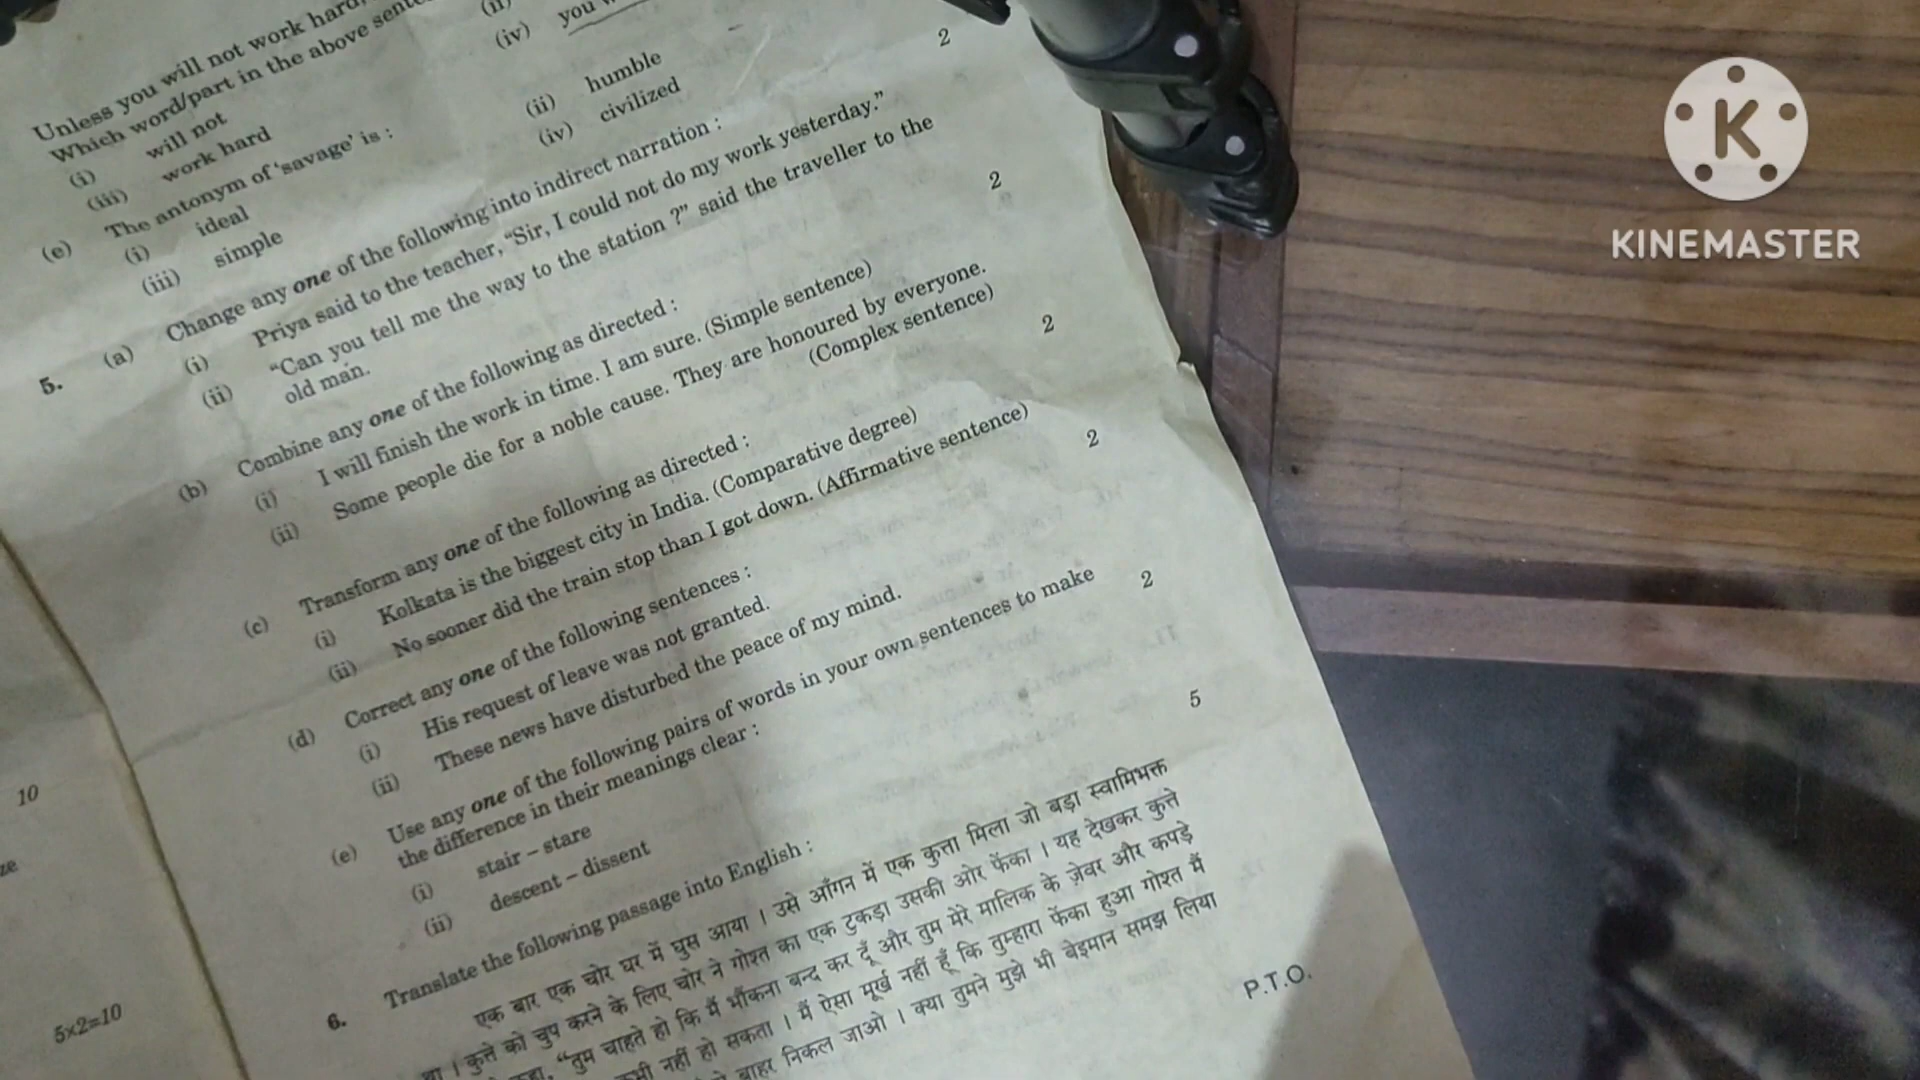 Unless you will not work hard,
Which word/part in the above
(i) will not
(ii)
(iii) work hard
(iv) you
(e) The antonym of ‘savage’ is :
2
(i) ideal
(ii) humble
(iii) simple
(iv) civilized
5. (a) Change any one of the following into indirect narration :
2
(i) Priya said to the teacher, “Sir, I could not do my work yesterday.”
(ii) “Can you tell me the way to the station ?” said the traveller to the
old man.
(b) Combine any one of the following as directed :
2
(i) I will finish the work in time. I am sure. (Simple sentence)
(ii) Some people die for a noble cause. They are honoured by everyone.
(Complex sentence)
(c) Transform any one of the following as directed :
2
(i) Kolkata is the biggest city in India. (Comparative degree)
(ii) No sooner did the train stop than I got down. (Affirmative sentence)
(d) Correct any one of the following sentences :
2
(i) His request of leave was not granted.
(ii) These news have disturbed the peace of my mind.
(e) Use any one of the following pairs of words in your own sentences to make
the difference in their meanings clear :
(i) stair – stare
(ii) descent – dissent
6. Translate the following passage into English :
5
एक बार एक चोर घर में घुस आया । उसे आँगन में एक कुत्ता मिला जो बड़ा स्वामिभक्त
था । कुत्ते को चुप करने के लिए चोर ने गोश्त का एक टुकड़ा उसकी ओर फेंका । यह देखकर कुत्ते
“तुम चाहते हो कि मैं भौंकना बन्द कर दूँ और तुम मेरे मालिक के ज़ेवर और कपड़े
नहीं हो सकता । मैं ऐसा मूर्ख नहीं हूँ कि तुम्हारा फेंका हुआ गोश्त मैं
बाहर निकल जाओ । क्या तुमने मुझे भी बेइमान समझ लिया
P.T.O.
10
5×2=10
KINEMASTER